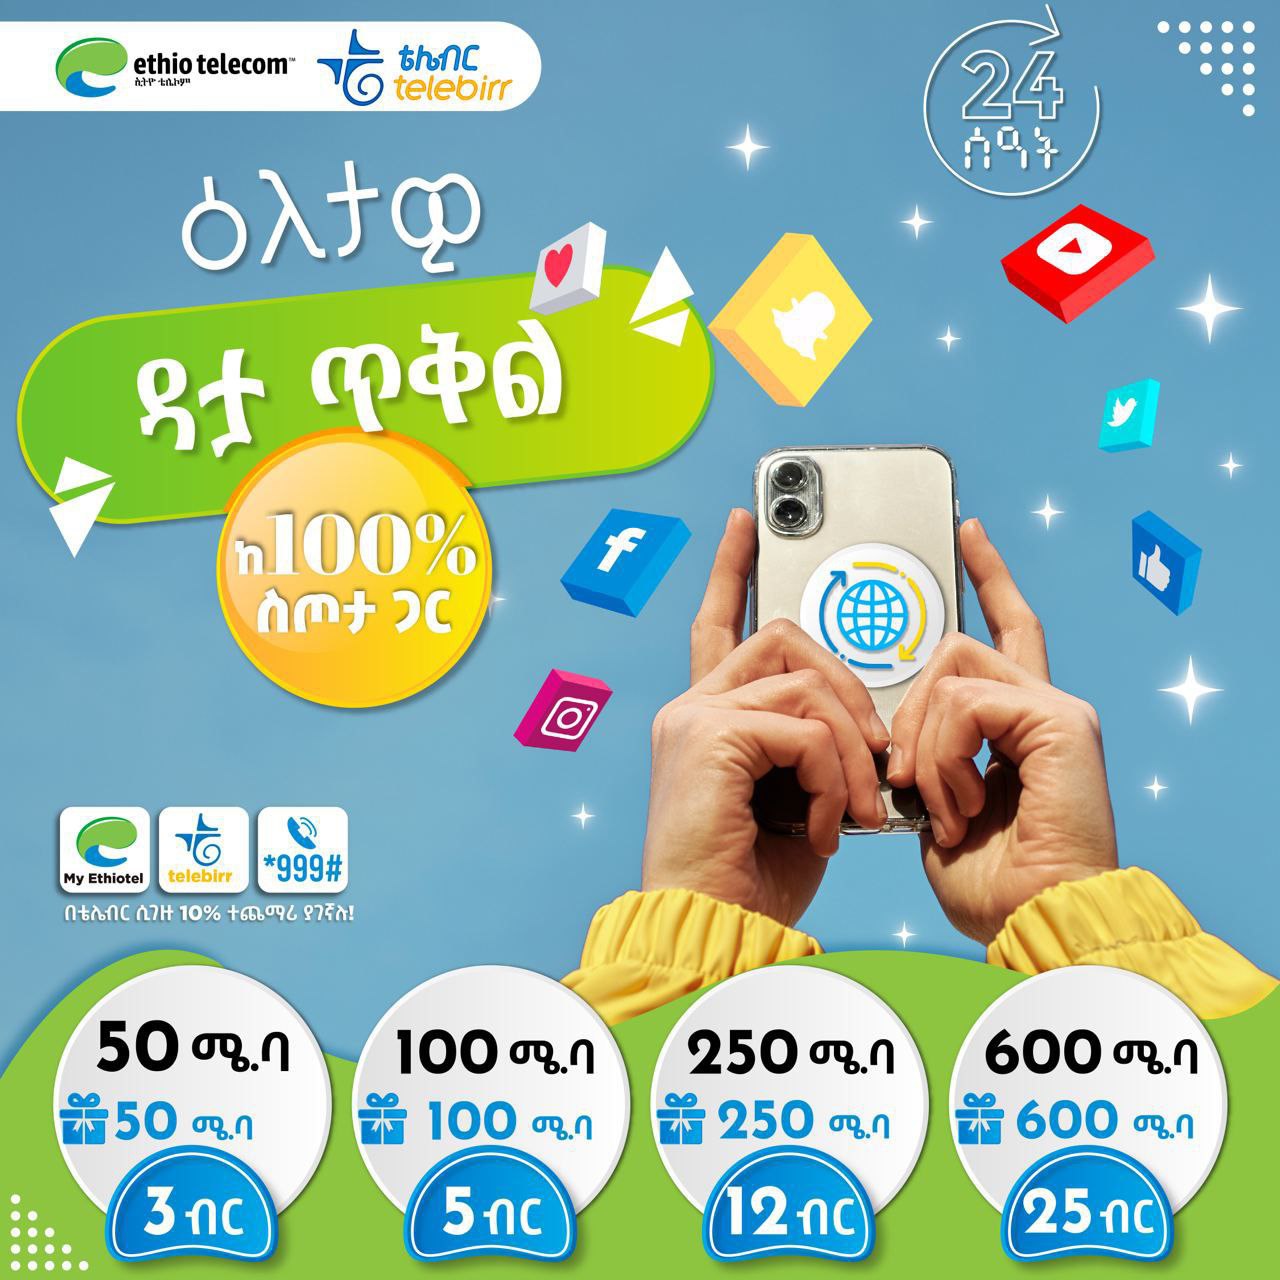 ethio telecom™
ኢትዮ ቴሌኮም
ቴሌብር
telebirr
24
ሰዓት
ዕለታዊ
ዳታ ጥቅል
ከ100%
ስጦታ ጋር
My Ethiotel
telebirr
*999#
በቴሌብር ሲገዙ 10% ተጨማሪ ያገኛሉ!
50 ሜ.ባ
50 ሜ.ባ
3 ብር
100 ሜ.ባ
100 ሜ.ባ
5 ብር
250 ሜ.ባ
250 ሜ.ባ
12 ብር
600 ሜ.ባ
600 ሜ.ባ
25 ብር